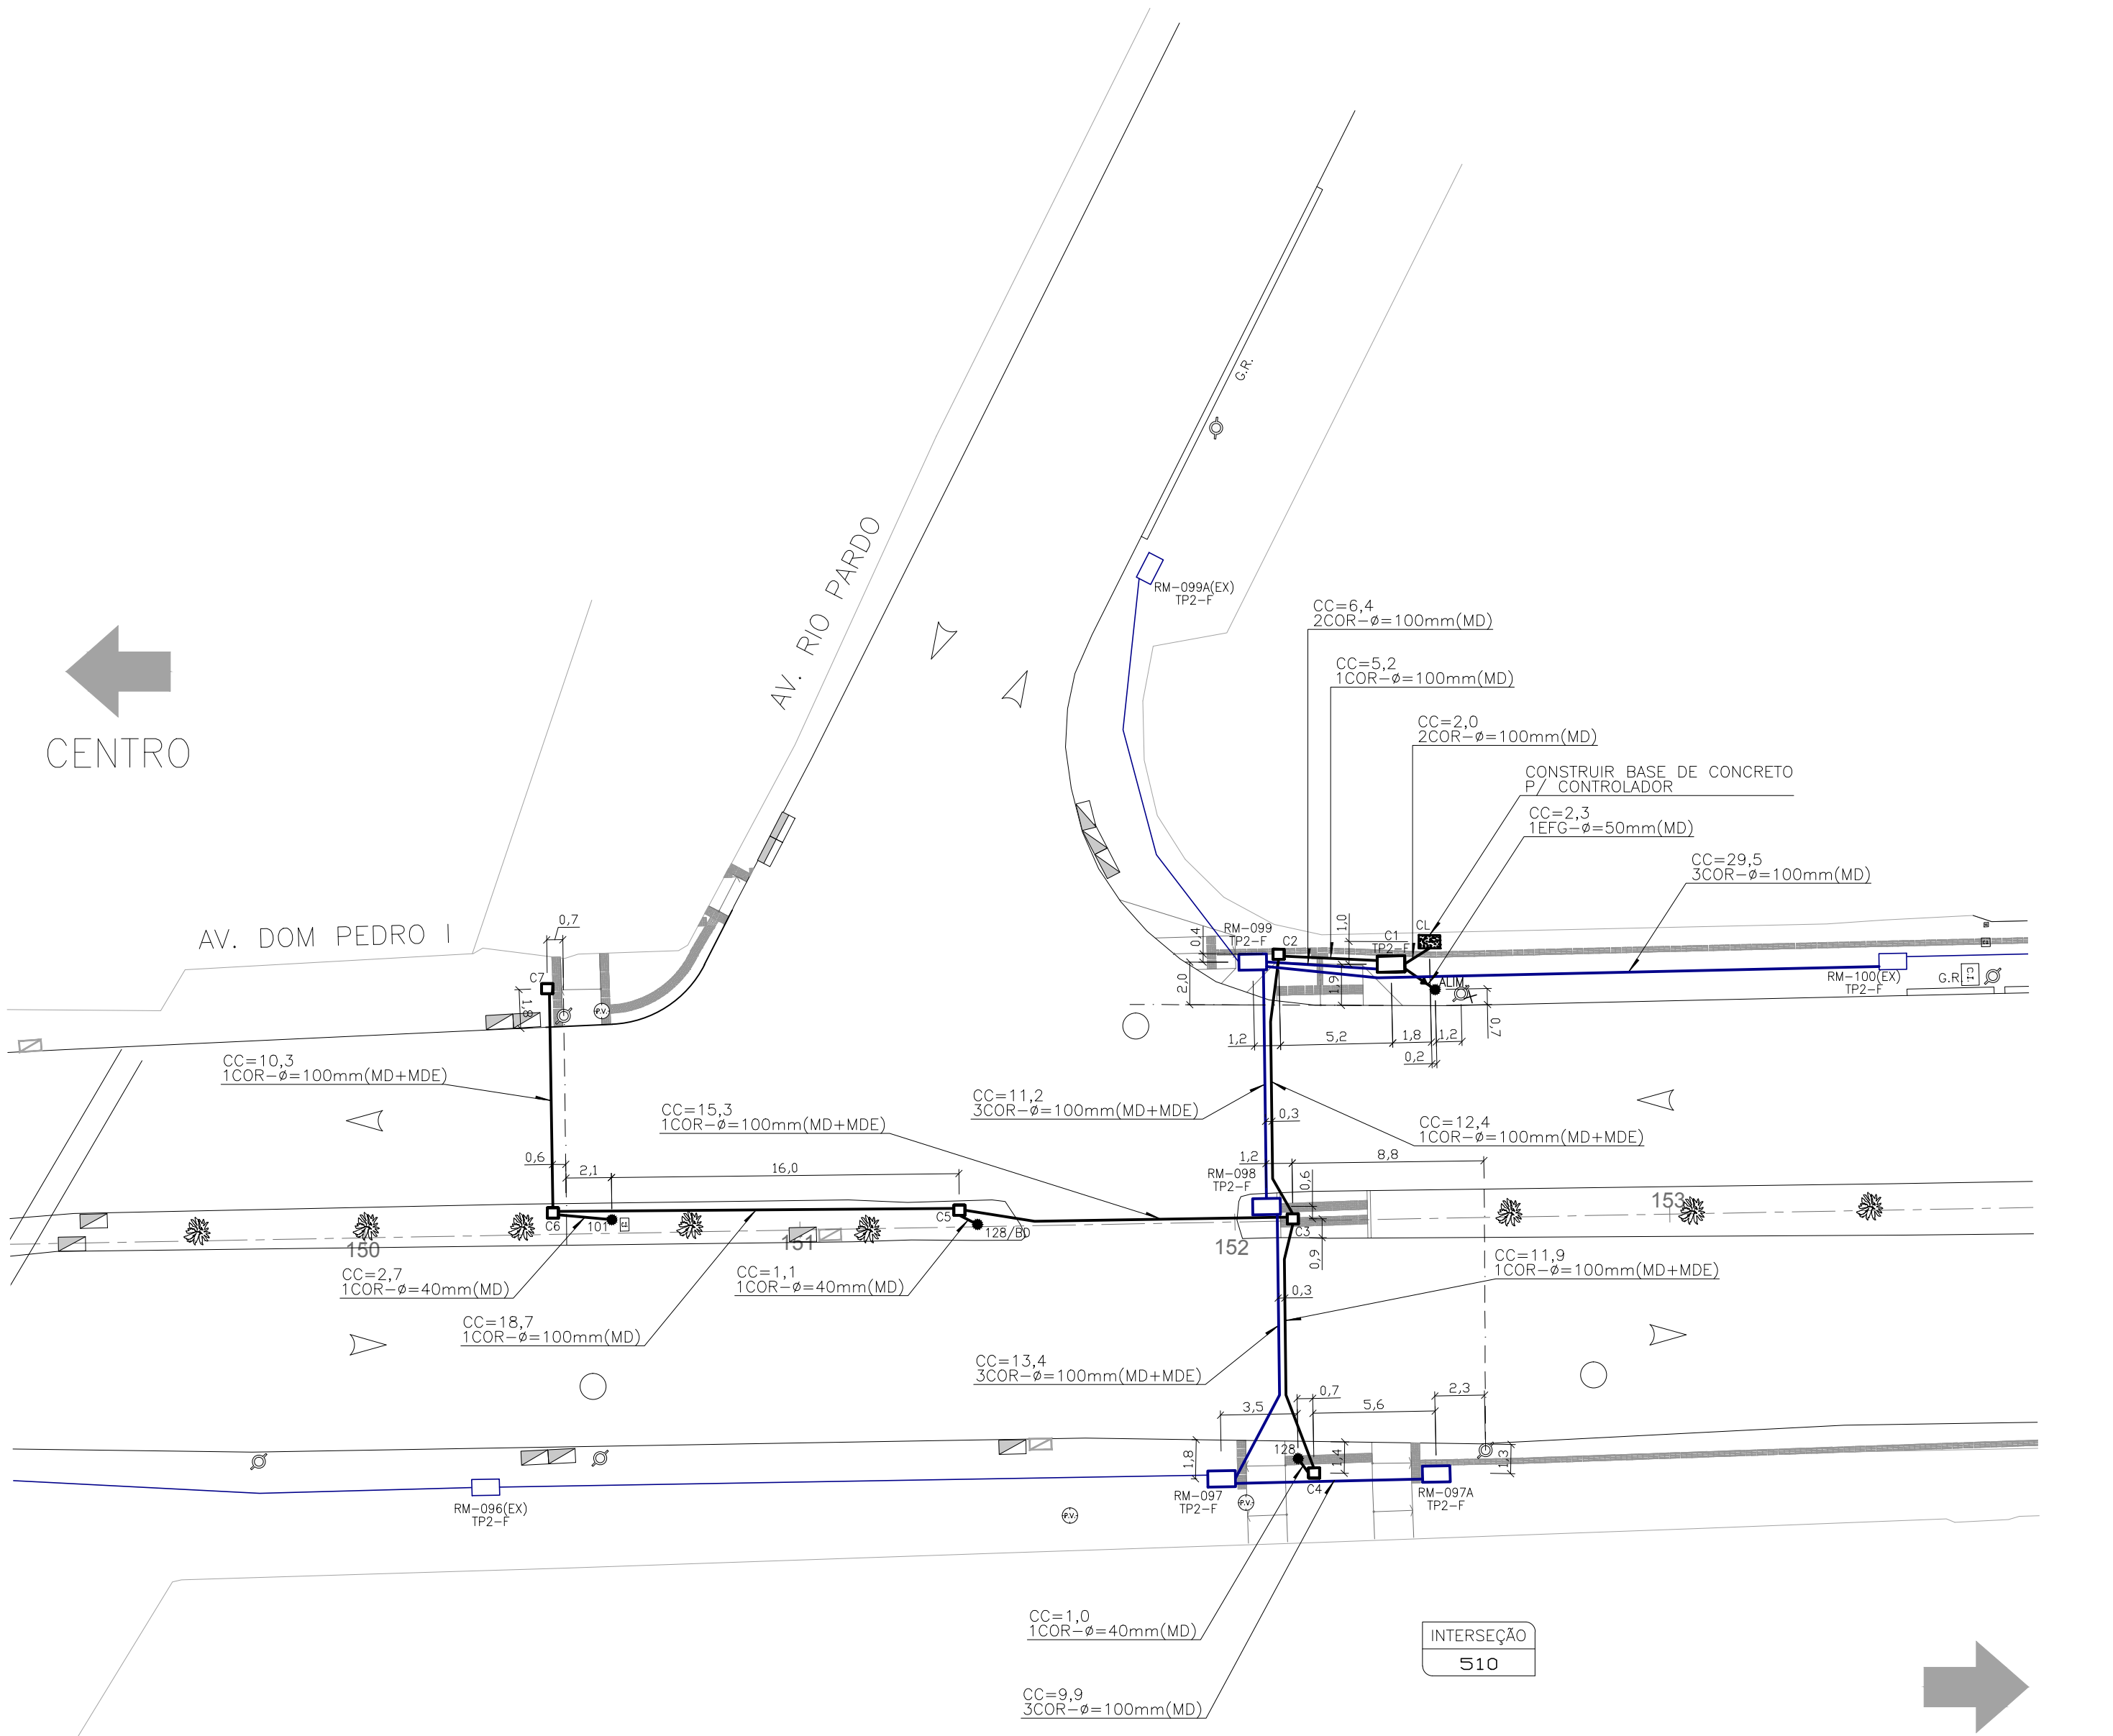 G.R.
AV. RIO PARDO
RM-099A(EX)
TP2-F
CC=6,4
2COR-ø=100mm(MD)
CC=5,2
1COR-ø=100mm(MD)
CC=2,0
2COR-ø=100mm(MD)
CENTRO
CONSTRUIR BASE DE CONCRETO
P/ CONTROLADOR
CC=2,3
1EFG-ø=50mm(MD)
CC=29,5
3COR-ø=100mm(MD)
AV. DOM PEDRO I
0,7
RM-099
TP2-F
0,4
C2
1,0
C1
TP2-F
CL
C7
1,8
P.V.
2,0
1,9
ALIM.
RM-100(EX)
TP2-F
G.R.
C.I
0,7
1,2
5,2
1,8
1,2
0,2
CC=10,3
1COR-ø=100mm(MD+MDE)
CC=15,3
1COR-ø=100mm(MD+MDE)
CC=11,2
3COR-ø=100mm(MD+MDE)
0,3
CC=12,4
1COR-ø=100mm(MD+MDE)
0,6
2,1
16,0
1,2
8,8
RM-098
TP2-F
0,6
C6
101
C5
128/BO
C3
150
151
152
153
0,9
CC=2,7
1COR-ø=40mm(MD)
CC=1,1
1COR-ø=40mm(MD)
CC=11,9
1COR-ø=100mm(MD+MDE)
0,3
CC=18,7
1COR-ø=100mm(MD)
CC=13,4
3COR-ø=100mm(MD+MDE)
0,7
3,5
5,6
2,3
1,8
128
1,4
1,3
C4
RM-096(EX)
TP2-F
P.V.
RM-097
TP2-F
P.V.
RM-097A
TP2-F
CC=1,0
1COR-ø=40mm(MD)
CC=9,9
3COR-ø=100mm(MD)
INTERSEÇÃO
510